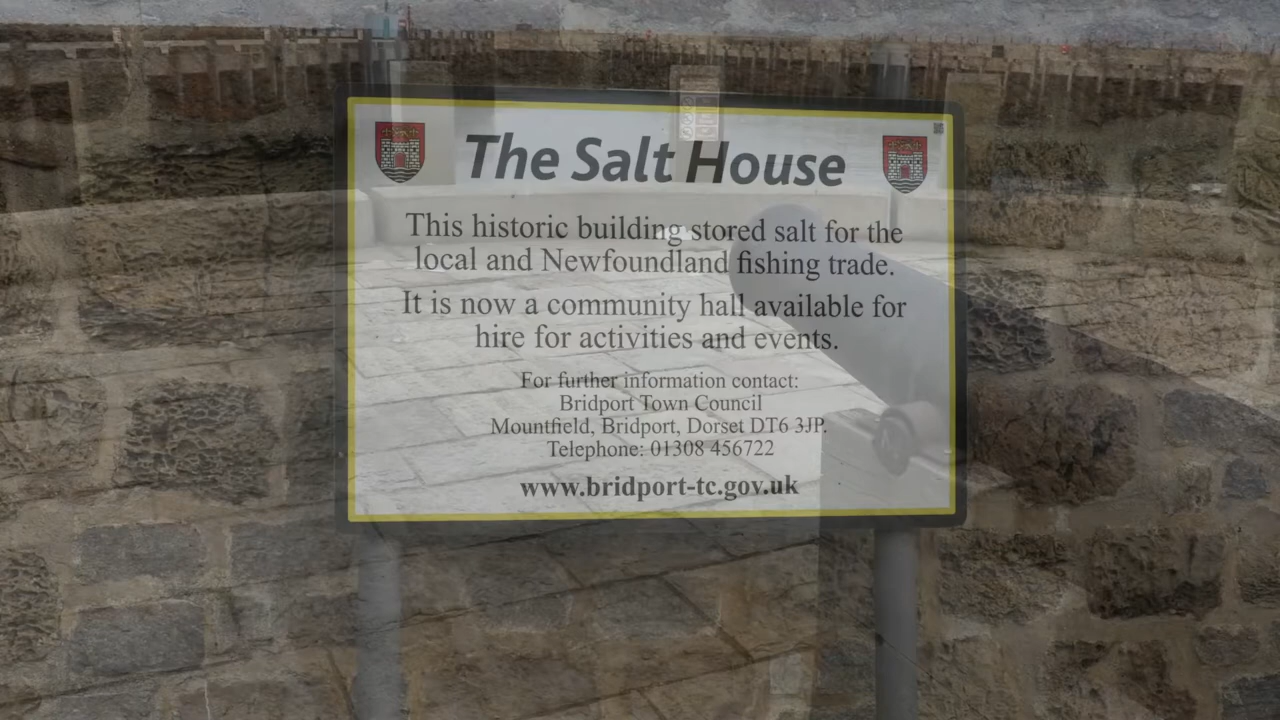 The Salt House
This historic building stored salt for the
local and Newfoundland fishing trade.
It is now a community hall available for
hire for activities and events.
For further information contact:
Bridport Town Council
Mountfield, Bridport, Dorset DT6 3JP.
Telephone: 01308 456722
www.bridport-tc.gov.uk